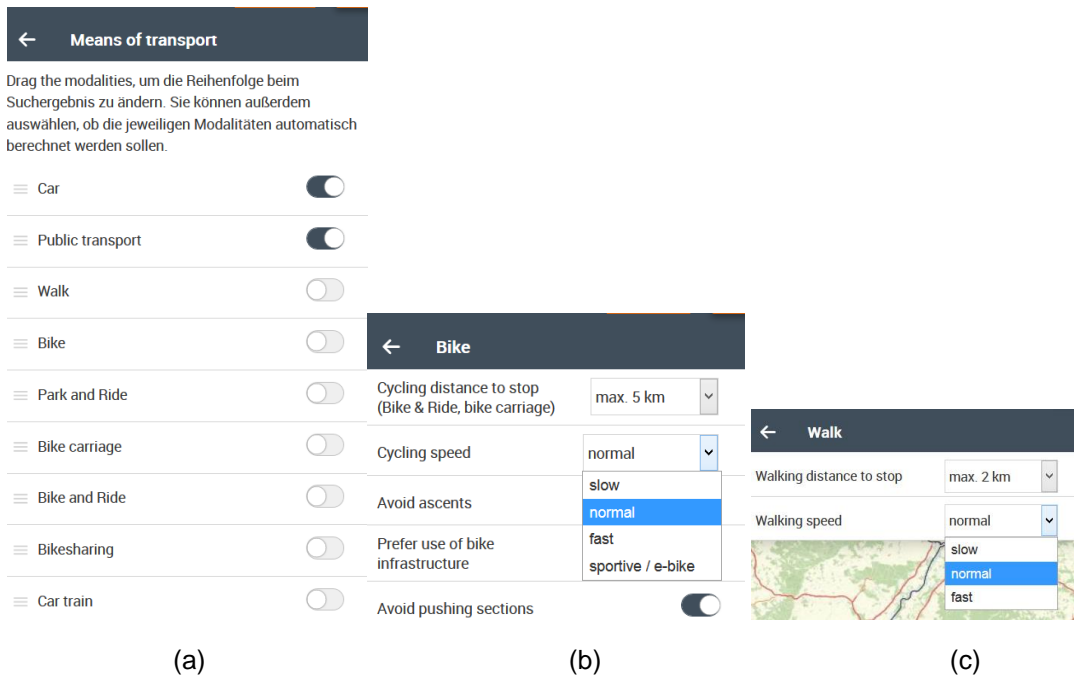 Means of transport
Drag the modalities, um die Reihenfolge beim
Suchergebnis zu ändern. Sie können außerdem
auswählen, ob die jeweiligen Modalitäten automatisch
berechnet werden sollen.
Car
Public transport
Walk
Bike
Park and Ride
Bike carriage
Bike and Ride
Bikesharing
Car train
(a)
Bike
Cycling distance to stop
(Bike & Ride, bike carriage)
max. 5 km
Cycling speed
normal
slow
normal
fast
sportive / e-bike
Avoid ascents
Prefer use of bike
infrastructure
Avoid pushing sections
(b)
Walk
Walking distance to stop
max. 2 km
Walking speed
normal
slow
normal
fast
(c)